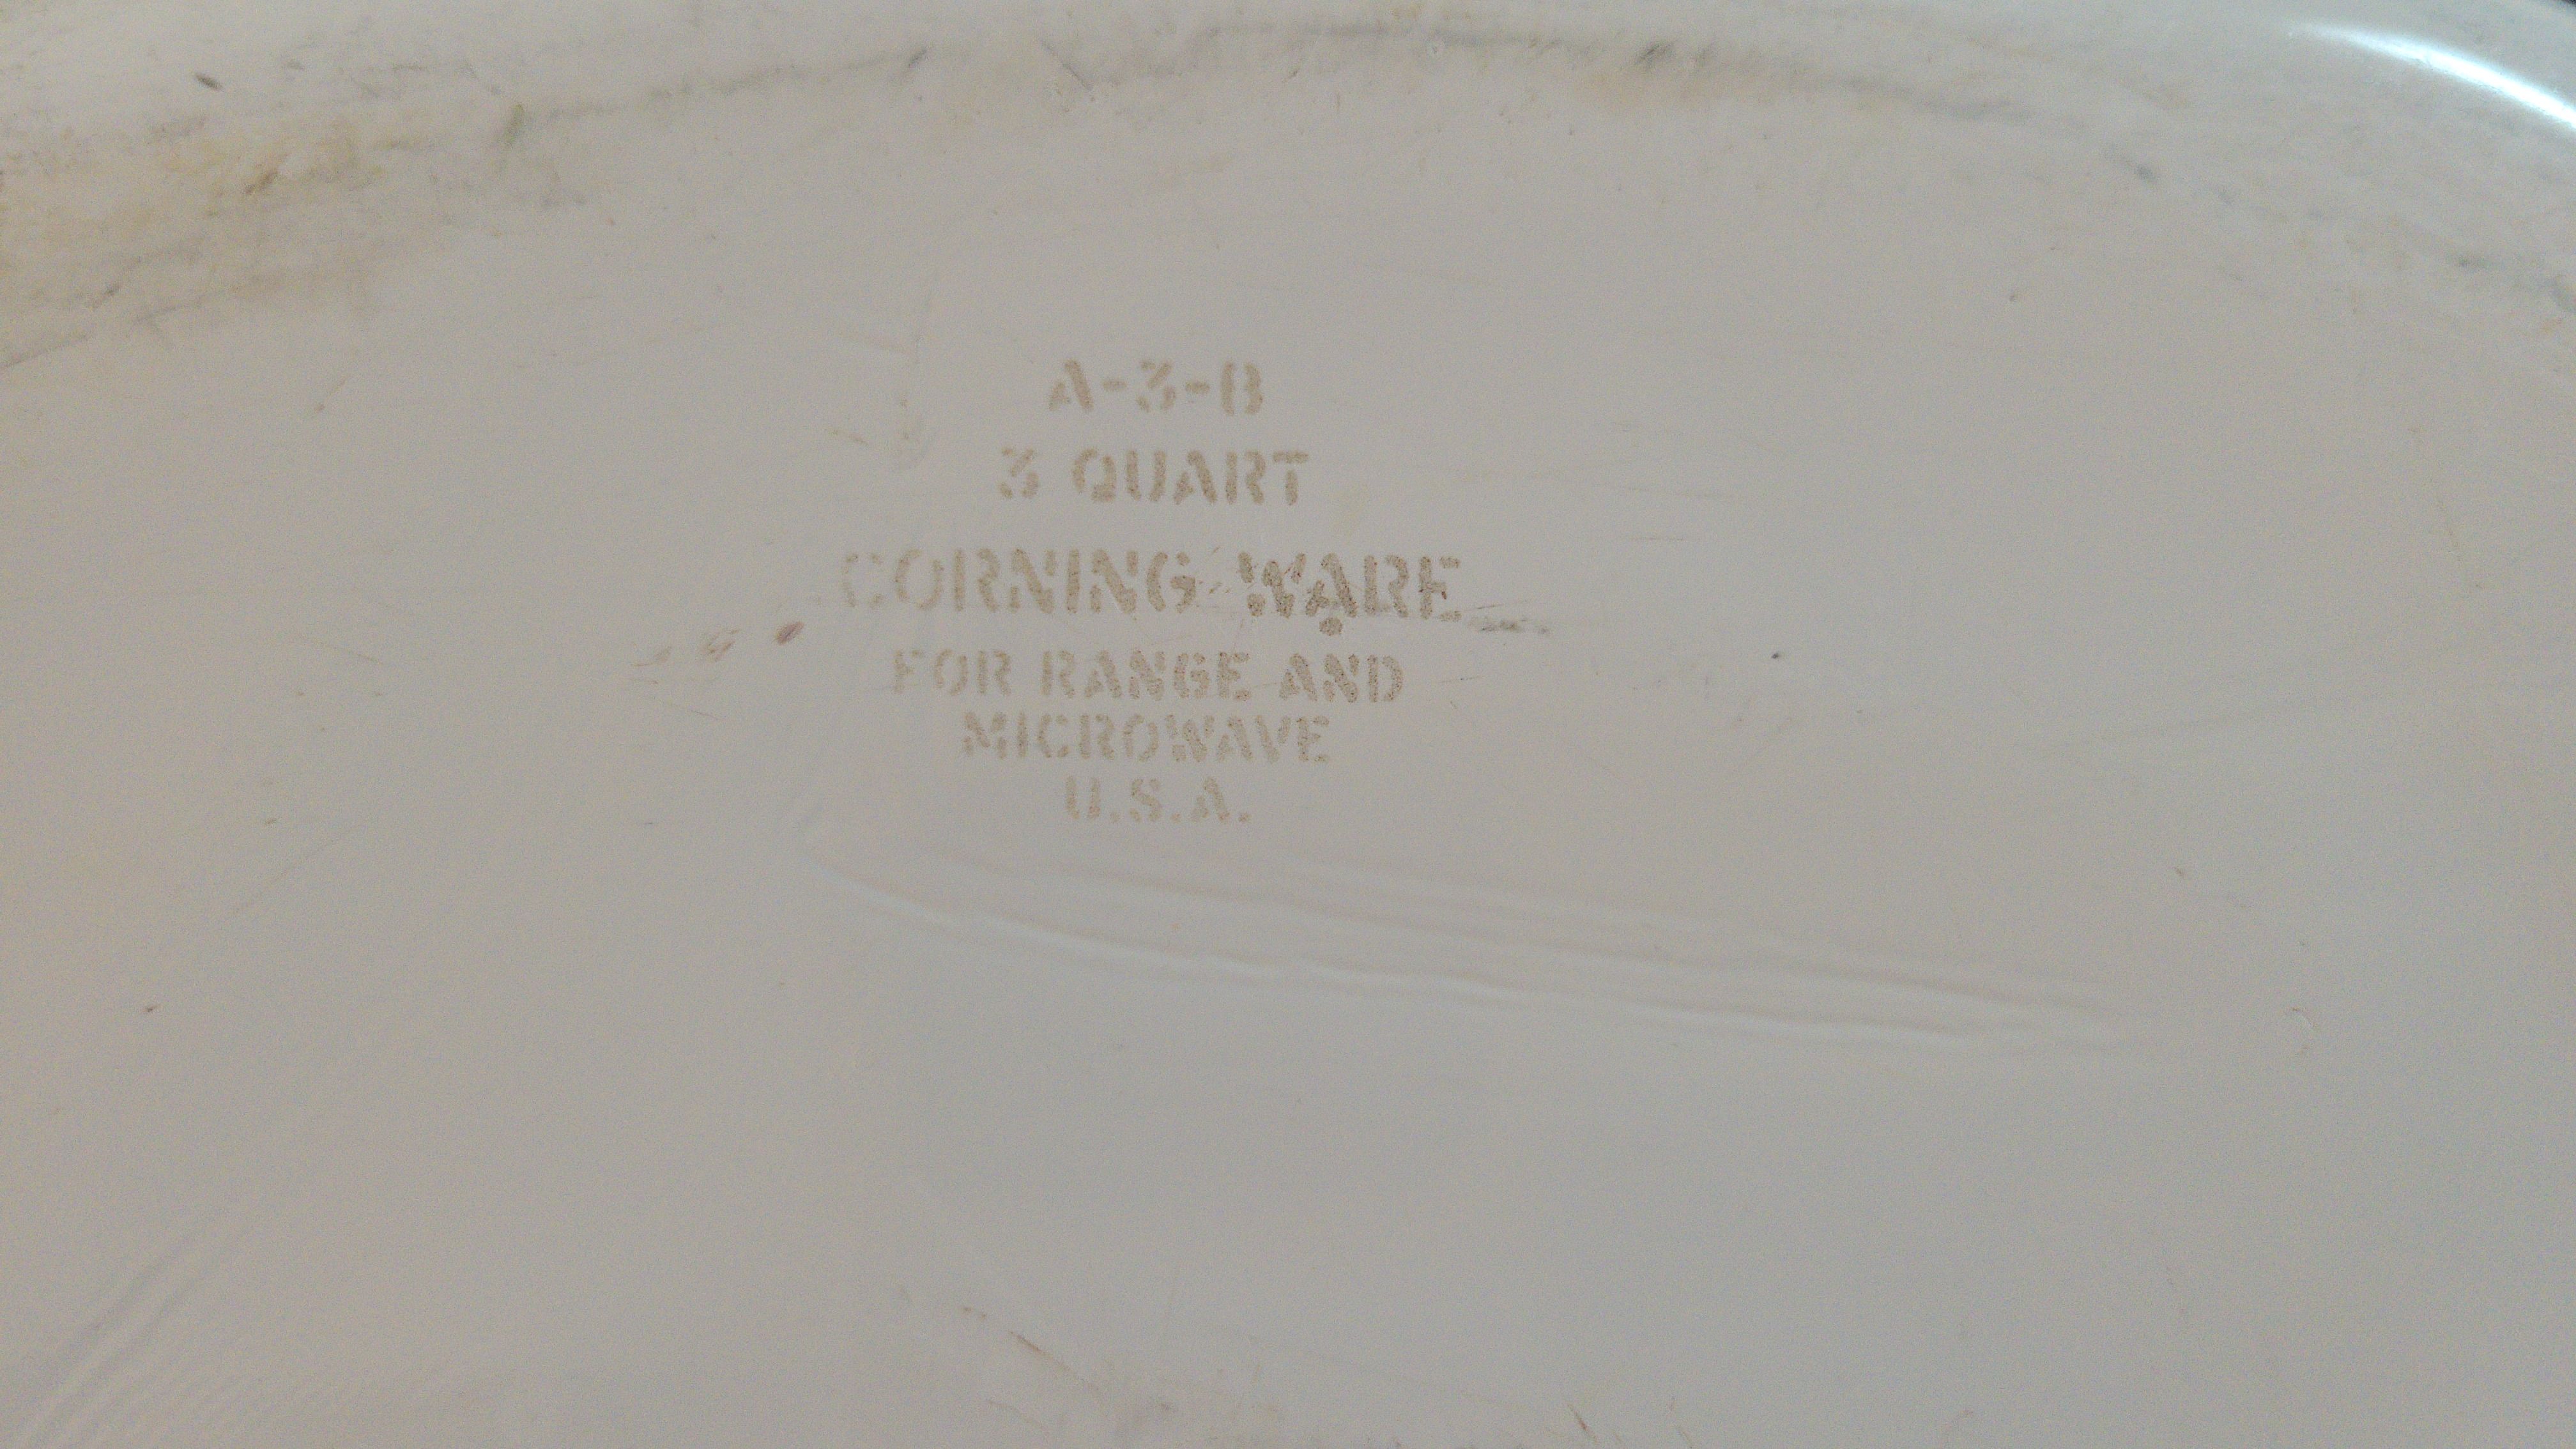 A-3-B
3 QUART
CORNING WARE
FOR RANGE AND
MICROWAVE
U.S.A.